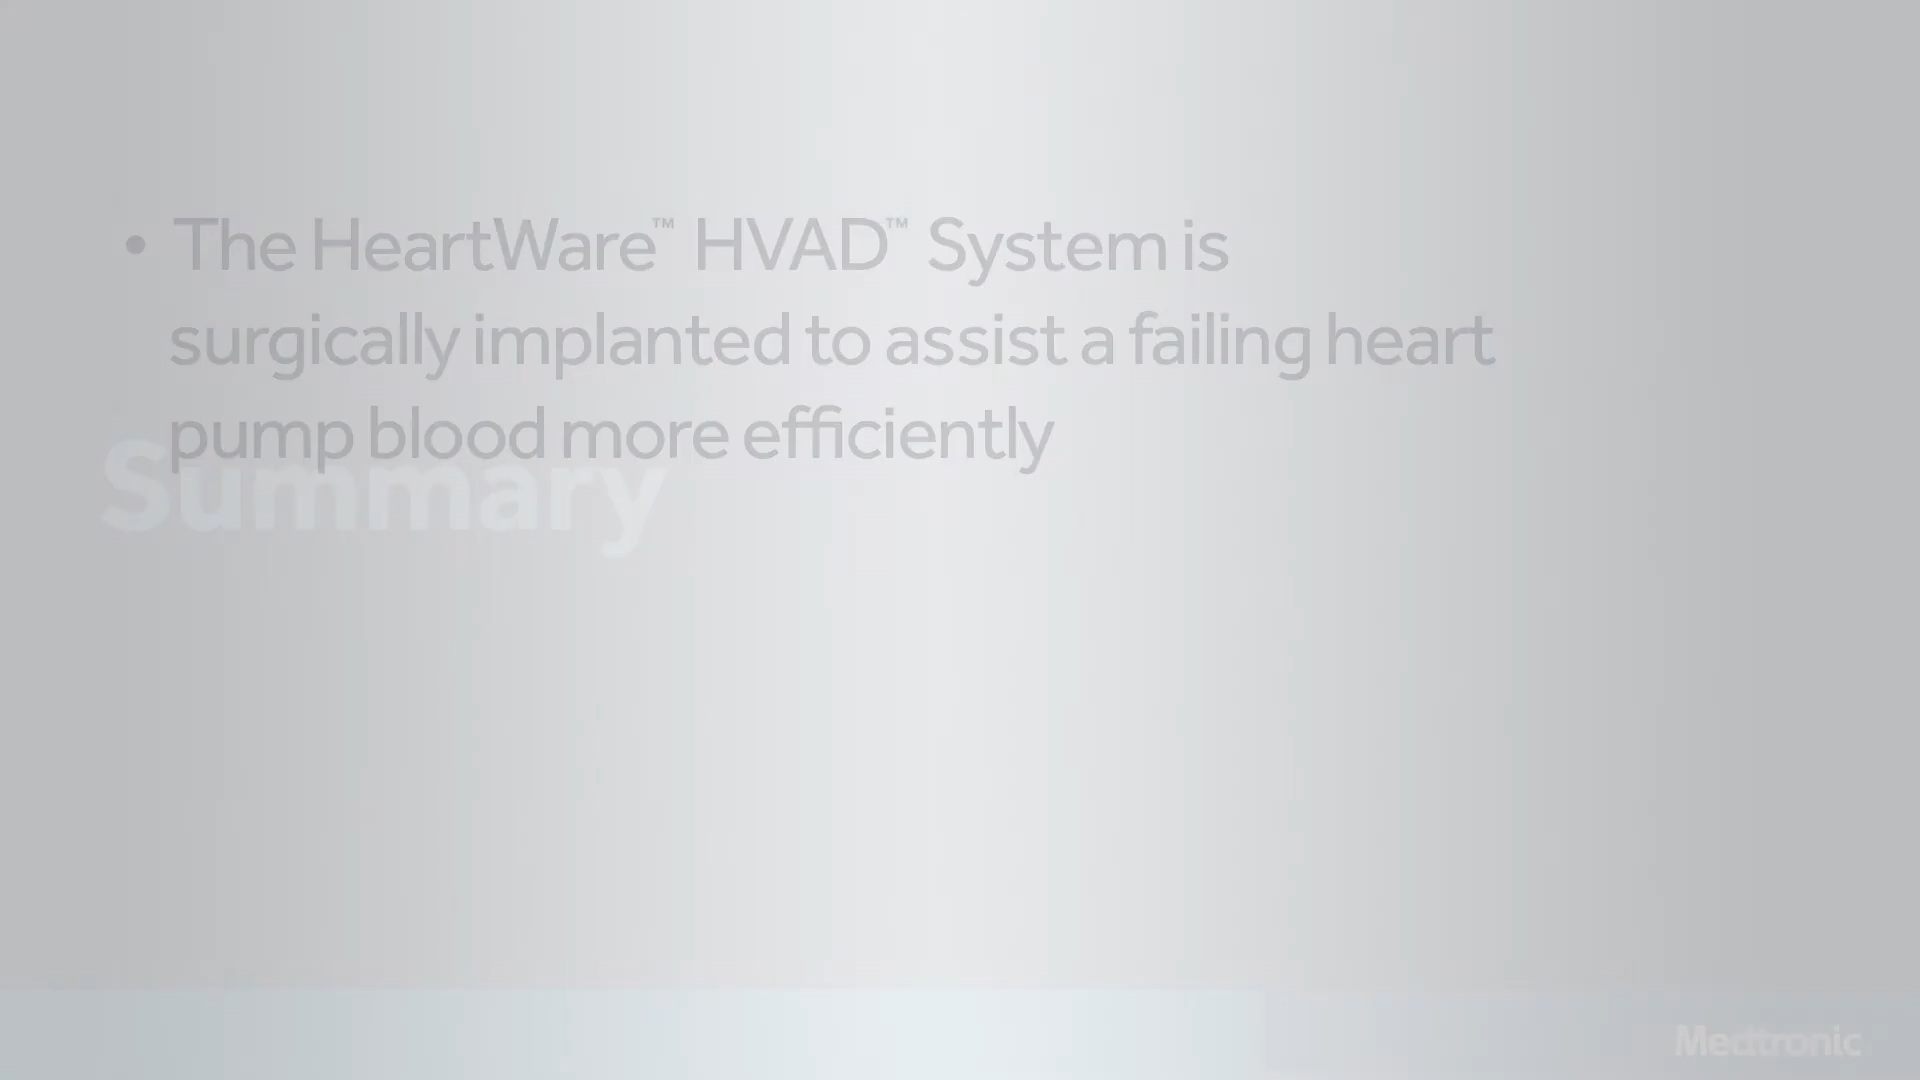 • The HeartWare™ HVAD™ System is
surgically implanted to assist a failing heart
pump blood more efficiently
Summary
Medtronic